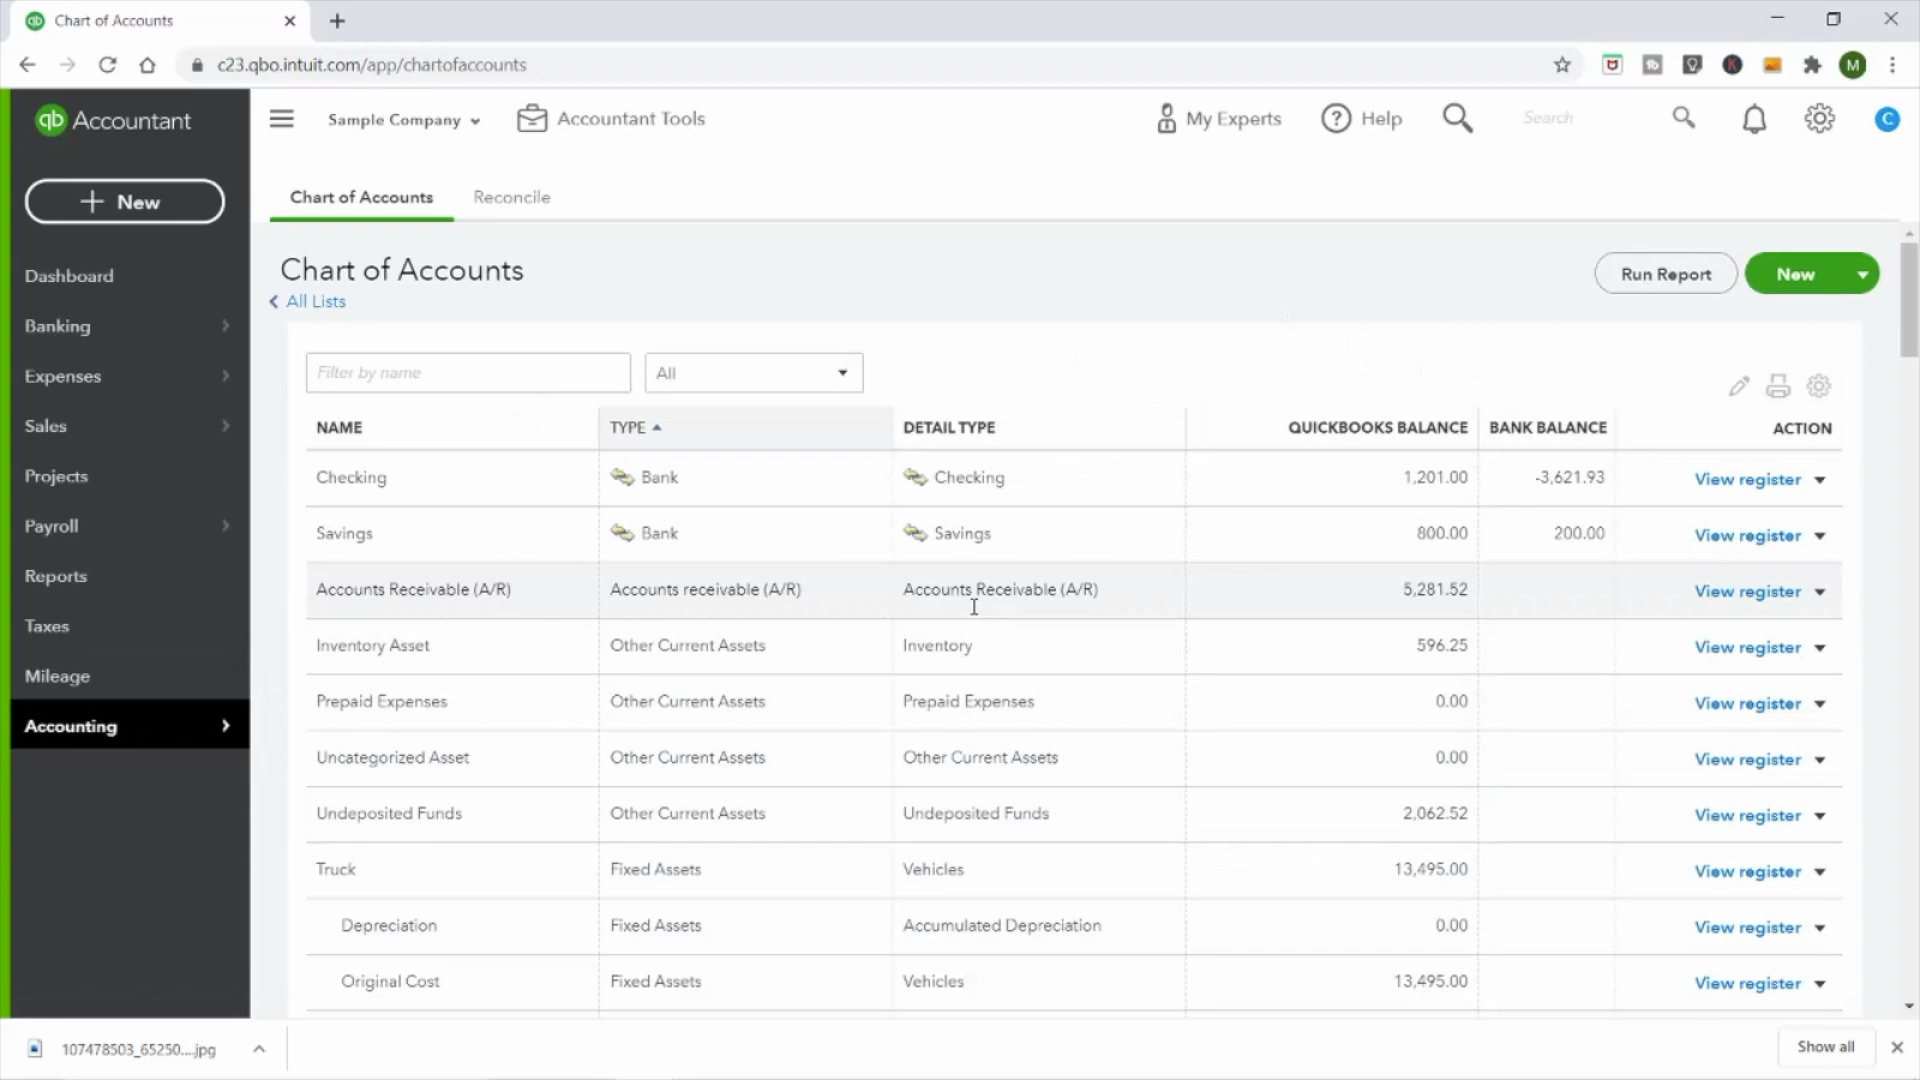 Chart of Accounts
c23.qbo.intuit.com/app/chartofaccounts
M
qb Accountant
Sample Company
Accountant Tools
My Experts
? Help
Search
C
+ New
Dashboard
Banking
Expenses
Sales
Projects
Payroll
Reports
Taxes
Mileage
Accounting
Chart of Accounts Reconcile
Chart of Accounts
All Lists
Run Report
New
Filter by name
All
NAME TYPE DETAIL TYPE QUICKBOOKS BALANCE BANK BALANCE ACTION
Checking Bank Checking 1,201.00 -3,621.93 View register
Savings Bank Savings 800.00 200.00 View register
Accounts Receivable (A/R) Accounts receivable (A/R) Accounts Receivable (A/R) 5,281.52 View register
Inventory Asset Other Current Assets Inventory 596.25 View register
Prepaid Expenses Other Current Assets Prepaid Expenses 0.00 View register
Uncategorized Asset Other Current Assets Other Current Assets 0.00 View register
Undeposited Funds Other Current Assets Undeposited Funds 2,062.52 View register
Truck Fixed Assets Vehicles 13,495.00 View register
Depreciation Fixed Assets Accumulated Depreciation 0.00 View register
Original Cost Fixed Assets Vehicles 13,495.00 View register
107478503_65250....jpg
Show all